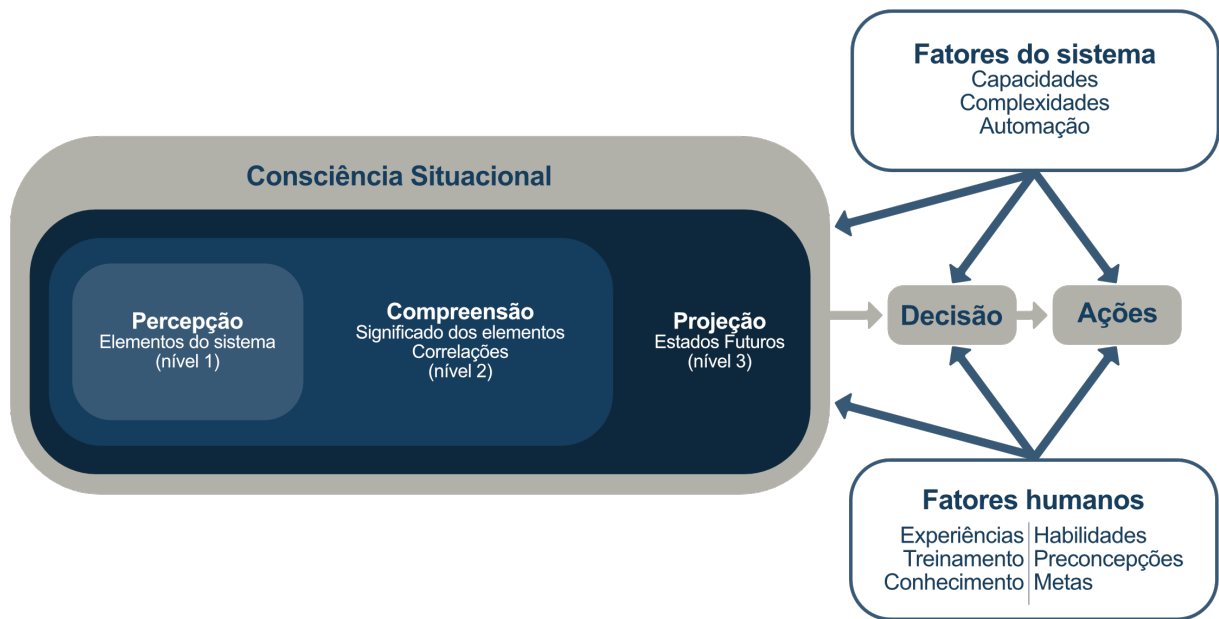 Fatores do sistema
Capacidades
Complexidades
Automação
Consciência Situacional
Percepção
Elementos do sistema
(nível 1)
Compreensão
Significado dos elementos
Correlações
(nível 2)
Projeção
Estados Futuros
(nível 3)
Decisão
Ações
Fatores humanos
Experiências
Treinamento
Conhecimento
Habilidades
Preconcepções
Metas